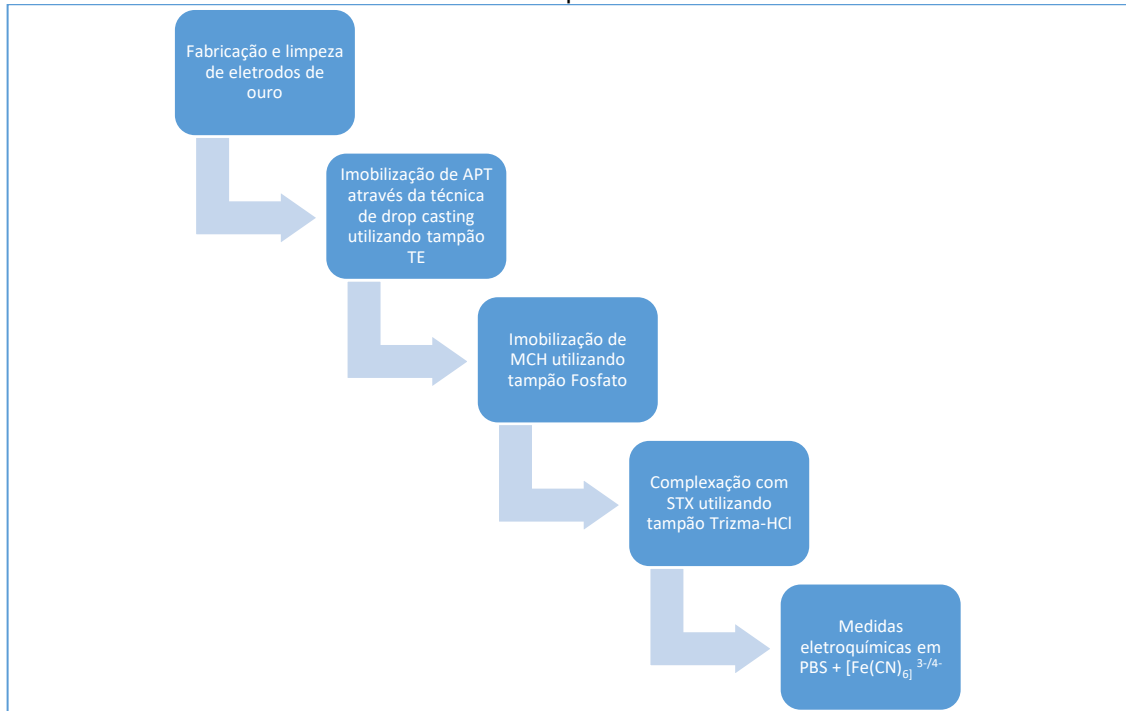 Fabricação e limpeza
de eletrodos de
ouro
Imobilização de APT
através da técnica
de drop casting
utilizando tampão
TE
Imobilização de
MCH utilizando
tampão Fosfato
Complexação com
STX utilizando
tampão Trizma-HCl
Medidas
eletroquímicas em
PBS + [Fe(CN)₆] ³⁻/⁴⁻